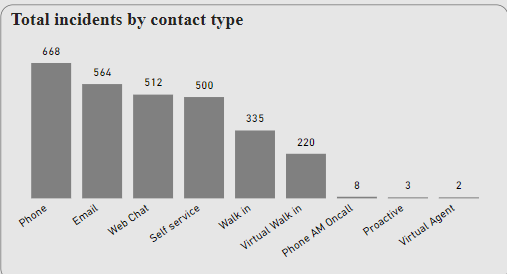 Total incidents by contact type
668
564
512
500
335
220
8
3
2
Phone
Email
Web Chat
Self service
Walk in
Virtual Walk in
Phone AM Oncall
Proactive
Virtual Agent